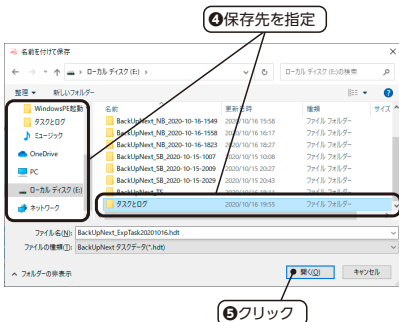 ❹保存先を指定
名前を付けて保存
ローカル ディスク (E:)
ローカル ディスク (E:)の検索
整理 新しいフォルダー
WindowsPE起動
タスクとログ
ミュージック
OneDrive
PC
ローカル ディスク (E:)
ネットワーク
名前 更新日時 種類 サイズ
BackUpNext_NB_2020-10-16-1549 2020/10/16 15:58 ファイル フォルダー
BackUpNext_NB_2020-10-16-1558 2020/10/16 16:17 ファイル フォルダー
BackUpNext_NB_2020-10-16-1823 2020/10/16 18:27 ファイル フォルダー
BackUpNext_SB_2020-10-15-1007 2020/10/15 10:08 ファイル フォルダー
BackUpNext_SB_2020-10-15-2009 2020/10/15 20:27 ファイル フォルダー
BackUpNext_SB_2020-10-15-2029 2020/10/15 20:43 ファイル フォルダー
タスクとログ 2020/10/16 19:55 ファイル フォルダー
ファイル名(N): BackUpNext_ExpTask20201016.hdt
ファイルの種類(T): BackUpNext タスクデータ(*.hdt)
フォルダーの非表示
開く(O) キャンセル
❺クリック